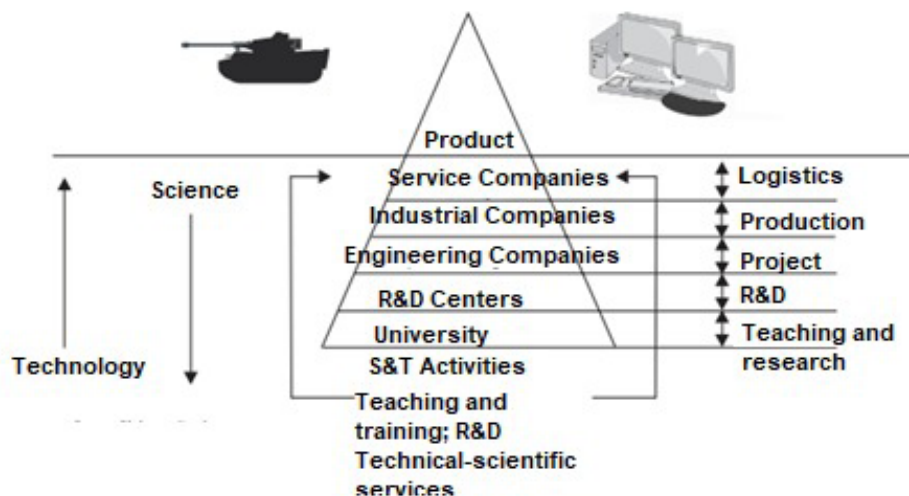 Product
Science
Service Companies
Logistics
Industrial Companies
Production
Engineering Companies
Project
R&D Centers
R&D
University
Teaching and
research
Technology
S&T Activities
Teaching and
training; R&D
Technical-scientific
services